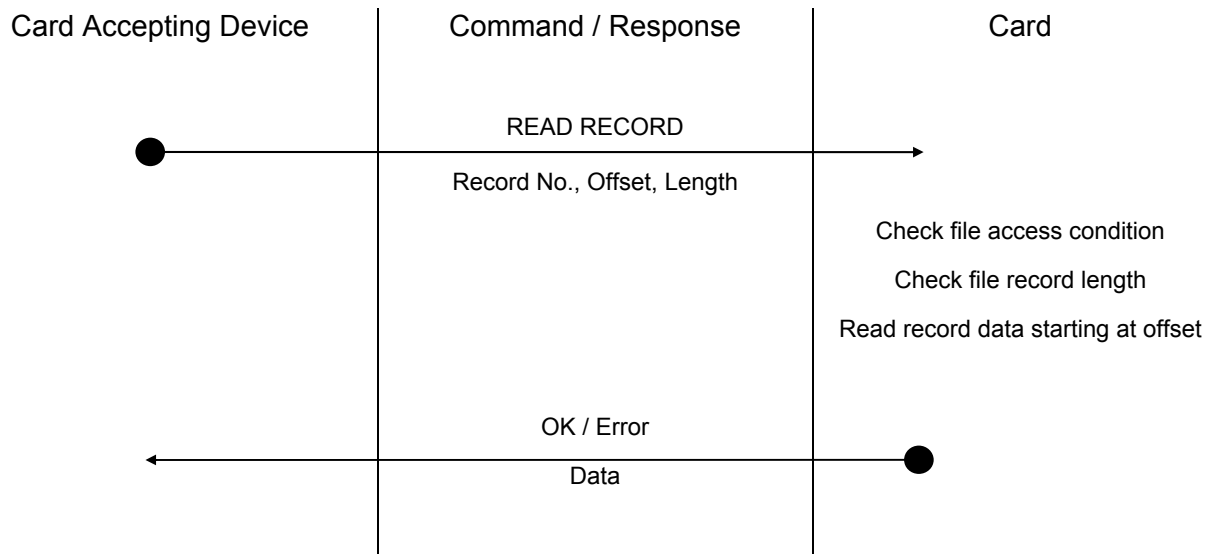 Card Accepting Device
Command / Response
Card
READ RECORD
Record No., Offset, Length
Check file access condition
Check file record length
Read record data starting at offset
OK / Error
Data